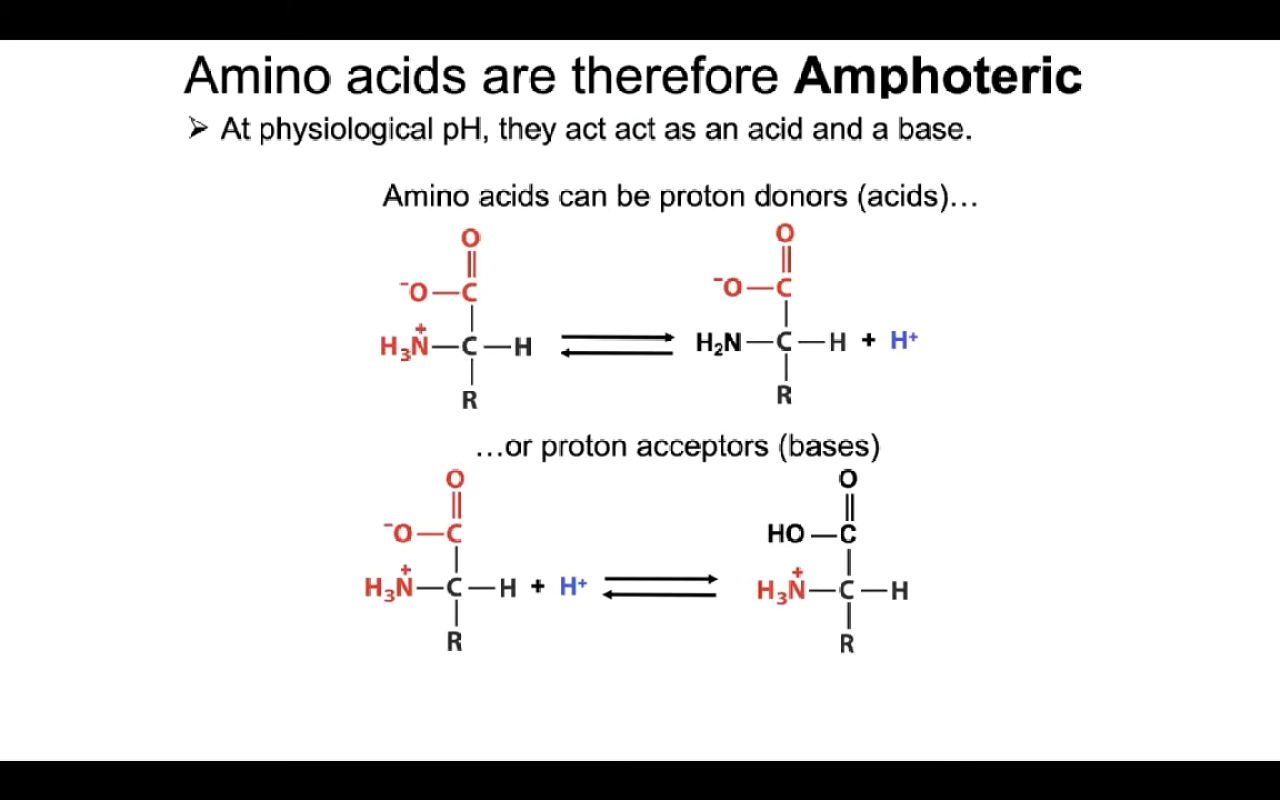 Amino acids are therefore Amphoteric
➢ At physiological pH, they act act as an acid and a base.
Amino acids can be proton donors (acids)…
O
⁻O—C
H₃N⁺—C—H
R
O
⁻O—C
H₂N—C—H + H⁺
R
…or proton acceptors (bases)
O
⁻O—C
H₃N⁺—C—H + H⁺
R
O
HO—C
H₃N⁺—C—H
R